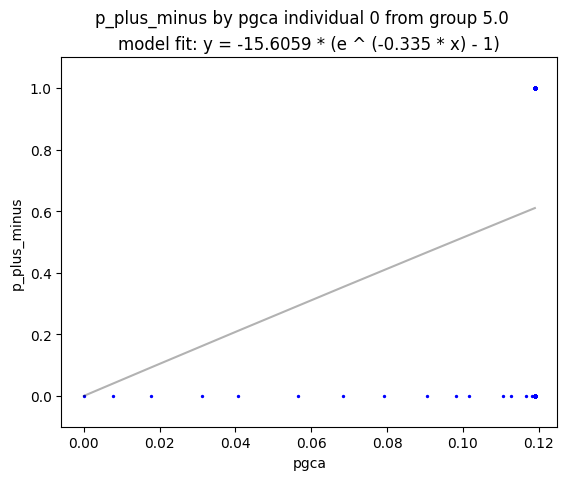 p_plus_minus by pgca individual 0 from group 5.0
model fit: y = -15.6059 * (e ^ (-0.335 * x) - 1)
1.0
0.8
0.6
0.4
0.2
0.0
p_plus_minus
0.00 0.02 0.04 0.06 0.08 0.10 0.12
pgca